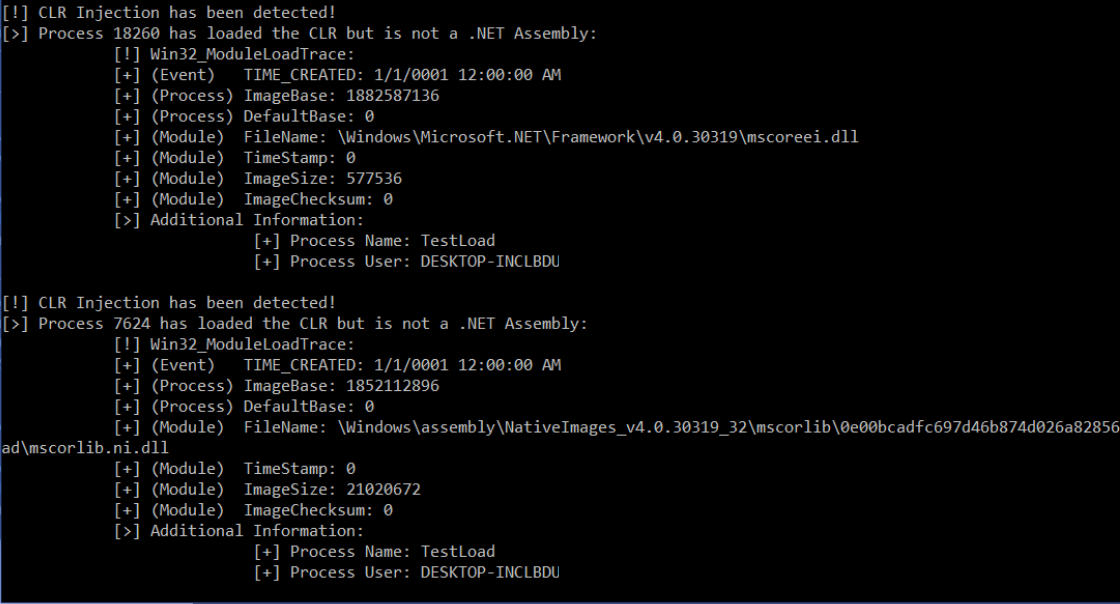 [!] CLR Injection has been detected!
[>] Process 18260 has loaded the CLR but is not a .NET Assembly:
[!] Win32_ModuleLoadTrace:
[+] (Event)   TIME_CREATED: 1/1/0001 12:00:00 AM
[+] (Process) ImageBase: 1882587136
[+] (Process) DefaultBase: 0
[+] (Module)  FileName: \Windows\Microsoft.NET\Framework\v4.0.30319\mscoreei.dll
[+] (Module)  TimeStamp: 0
[+] (Module)  ImageSize: 577536
[+] (Module)  ImageChecksum: 0
[>] Additional Information:
[+] Process Name: TestLoad
[+] Process User: DESKTOP-INCLBDU
[!] CLR Injection has been detected!
[>] Process 7624 has loaded the CLR but is not a .NET Assembly:
[!] Win32_ModuleLoadTrace:
[+] (Event)   TIME_CREATED: 1/1/0001 12:00:00 AM
[+] (Process) ImageBase: 1852112896
[+] (Process) DefaultBase: 0
[+] (Module)  FileName: \Windows\assembly\NativeImages_v4.0.30319_32\mscorlib\0e00bcadfc697d46b874d026a82856
ad\mscorlib.ni.dll
[+] (Module)  TimeStamp: 0
[+] (Module)  ImageSize: 21020672
[+] (Module)  ImageChecksum: 0
[>] Additional Information:
[+] Process Name: TestLoad
[+] Process User: DESKTOP-INCLBDU